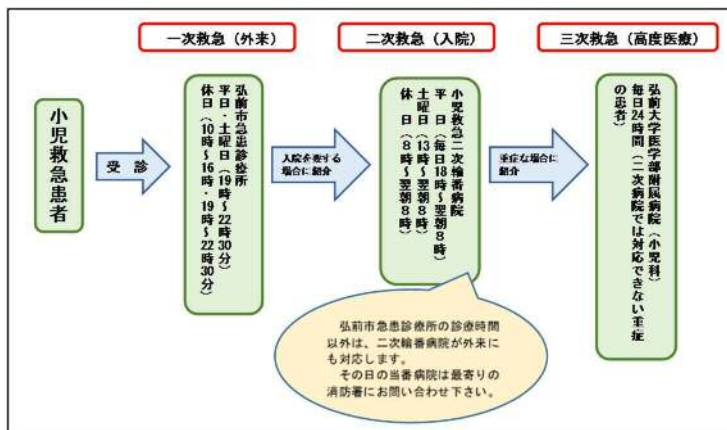 一次救急（外来）
二次救急（入院）
三次救急（高度医療）
小児救急患者
受　診
弘前市急患診療所
平日・土曜日（19時～22時30分）
休日（10時～16時・19時～22時30分）
入院を要する
場合に紹介
小児救急二次輪番病院
平　日（毎日18時～翌朝8時）
土曜日（13時～翌朝8時）
休　日（8時～翌朝8時）
重症な場合に
紹介
弘前大学医学部附属病院（小児科）
毎日24時間（二次病院では対応できない重症
の患者）
弘前市急患診療所の診療時間
以外は、二次輪番病院が外来に
も対応します。
その日の当番病院は最寄りの
消防署にお問い合わせ下さい。